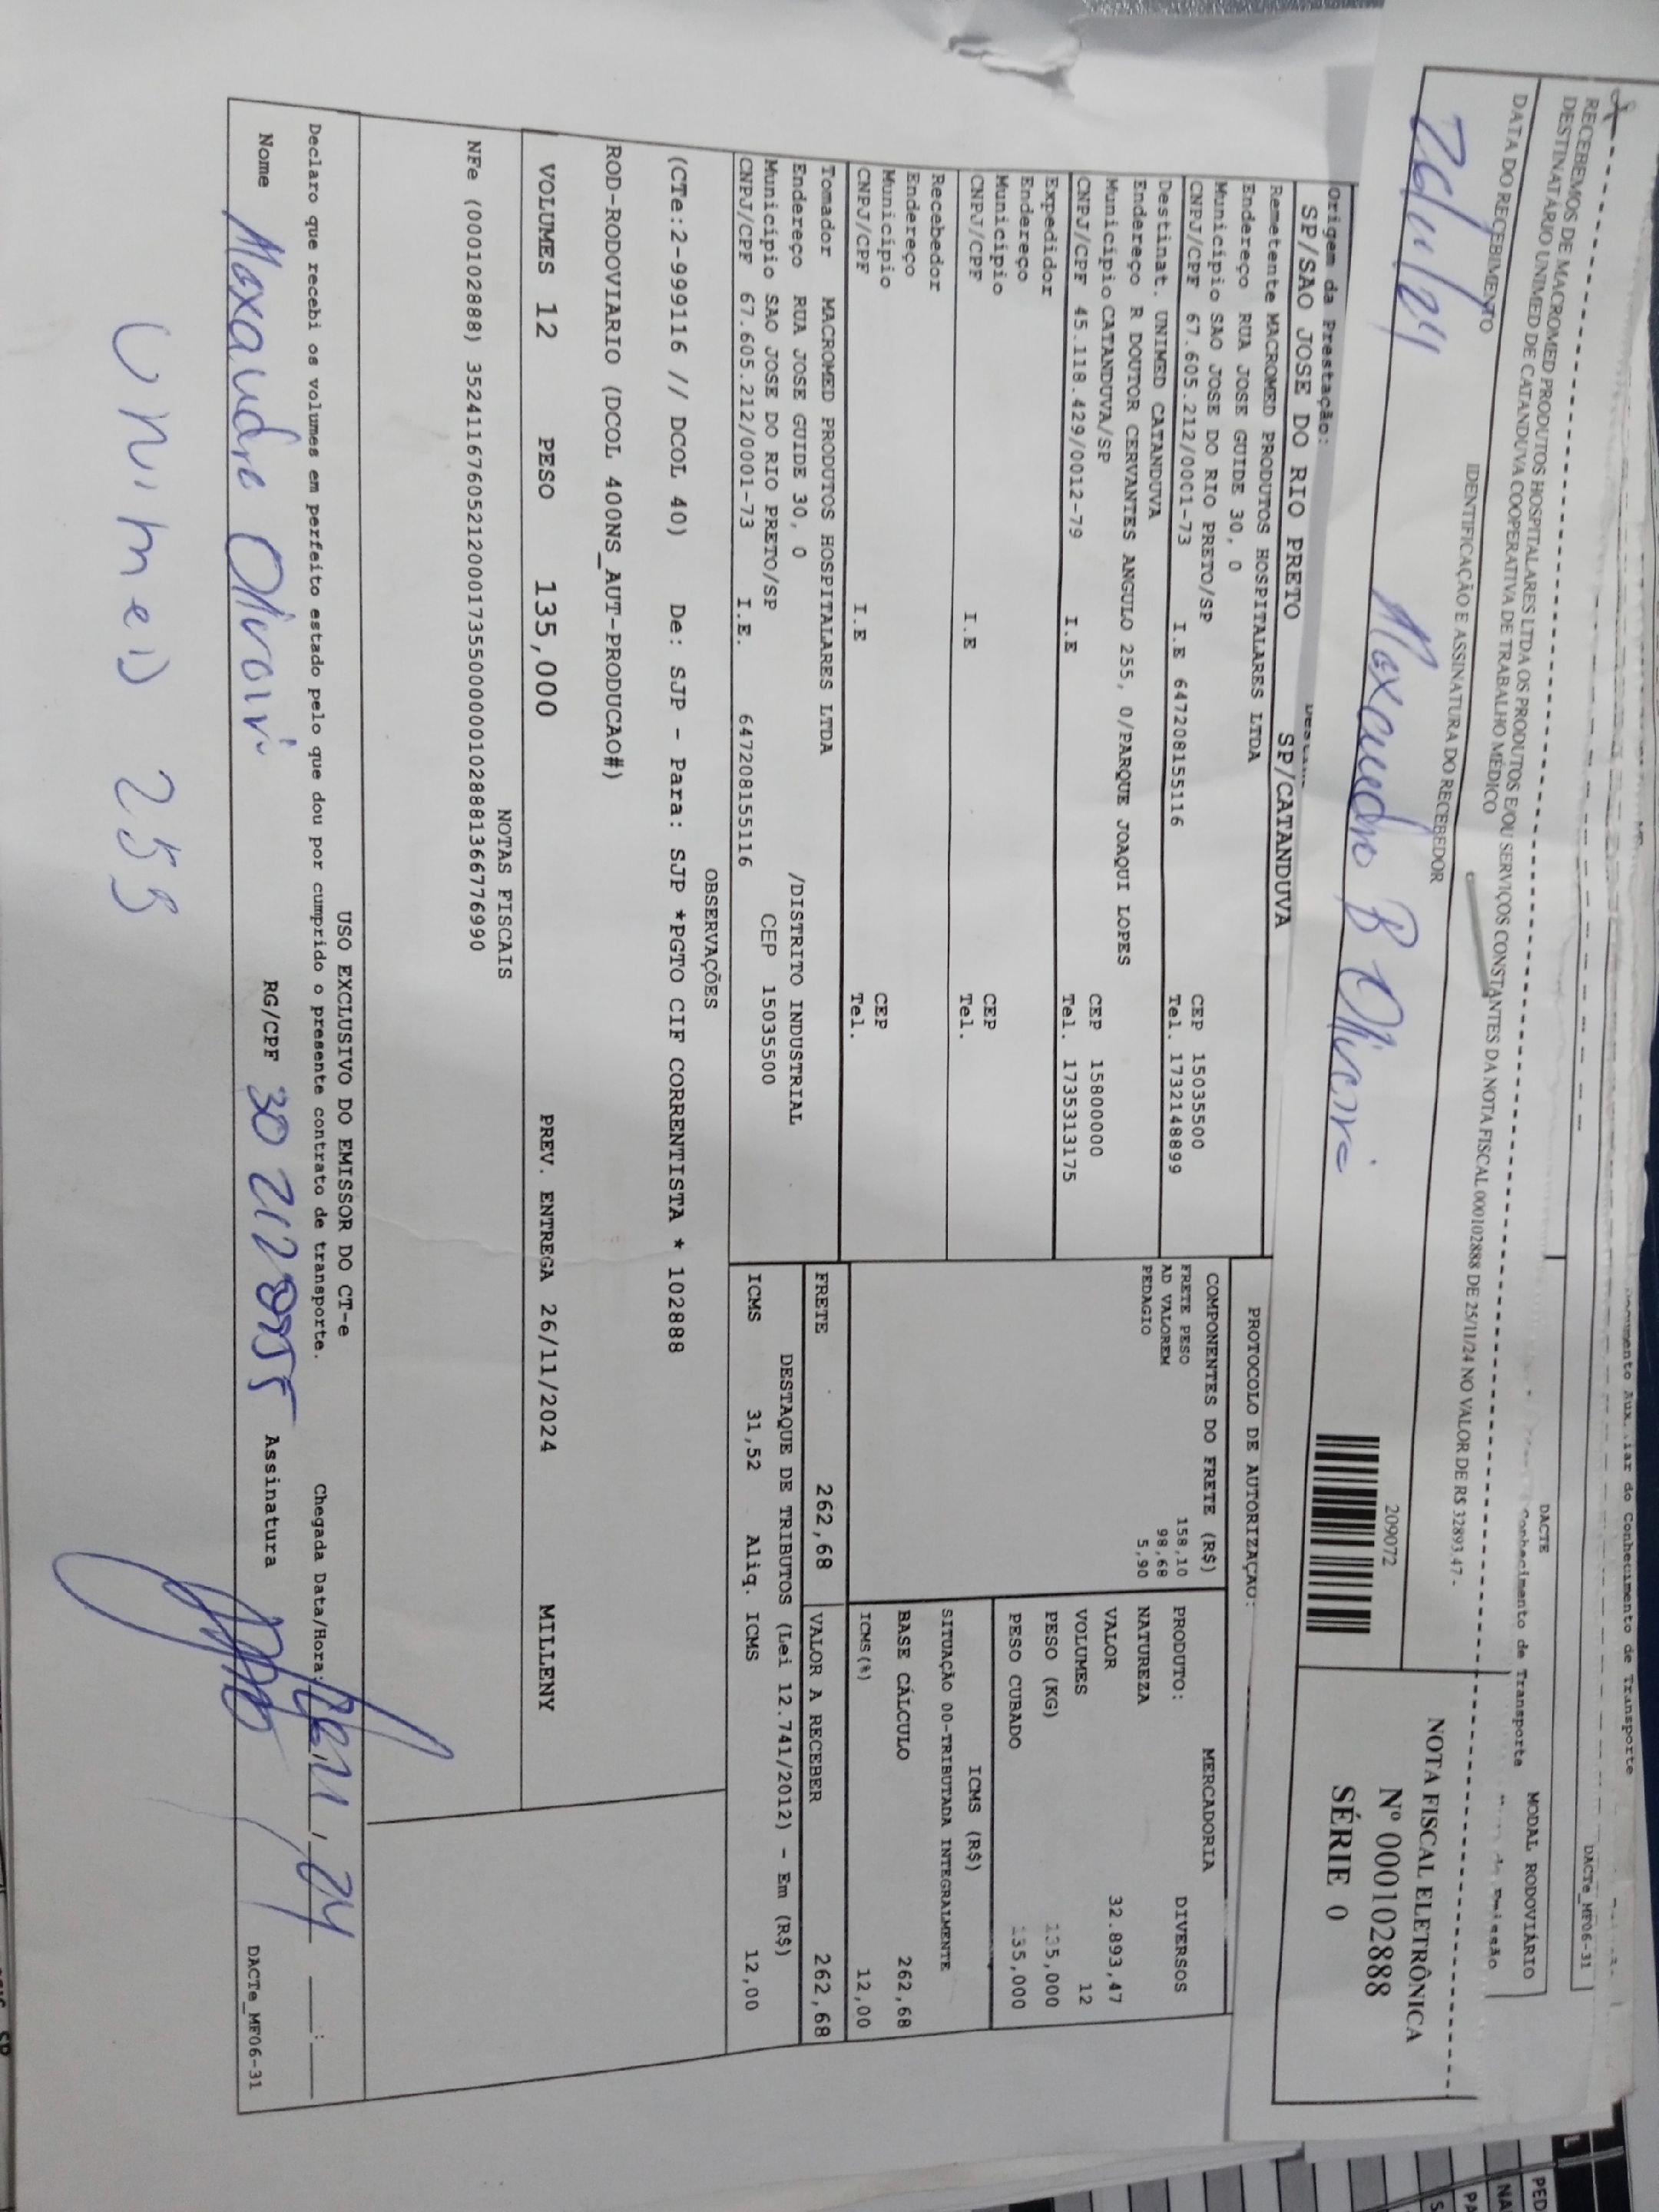 Documento Aux. iar do Conhecimento de Transporte
DACTe_MF06-31
RECEBEMOS DE MACROMED PRODUTOS HOSPITALARES LTDA OS PRODUTOS E/OU SERVIÇOS CONSTANTES DA NOTA FISCAL 000102888 DE 25/11/24 NO VALOR DE R$ 32893,47 -
DESTINATÁRIO UNIMED DE CATANDUVA COOPERATIVA DE TRABALHO MÉDICO
DACTE
MODAL RODOVIÁRIO
Conhecimento de Transporte
DATA DO RECEBIMENTO
IDENTIFICAÇÃO E ASSINATURA DO RECEBEDOR
B Oliveira
209072
NOTA FISCAL ELETRÔNICA
Nº 000102888
SÉRIE 0
Origem da Prestação:
SP/SAO JOSE DO RIO PRETO
SP/CATANDUVA
PROTOCOLO DE AUTORIZAÇÃO:
Remetente MACROMED PRODUTOS HOSPITALARES LTDA
Endereço RUA JOSE GUIDE 30, 0
Município SAO JOSE DO RIO PRETO/SP CEP 15035500
CNPJ/CPF 67.605.212/0001-73 I.E 647208155116 Tel. 1732148899
Destinat. UNIMED CATANDUVA
Endereço R DOUTOR CERVANTES ANGULO 255, 0/PARQUE JOAQUI LOPES
Município CATANDUVA/SP CEP 15800000
CNPJ/CPF 45.118.429/0012-79 I.E Tel. 1735313175
Expedidor
Endereço
Município CEP
CNPJ/CPF I.E Tel.
Recebedor
Endereço
Município CEP
CNPJ/CPF I.E Tel.
Tomador MACROMED PRODUTOS HOSPITALARES LTDA
Endereço RUA JOSE GUIDE 30, 0 /DISTRITO INDUSTRIAL
Município SAO JOSE DO RIO PRETO/SP CEP 15035500
CNPJ/CPF 67.605.212/0001-73 I.E. 647208155116
COMPONENTES DO FRETE (R$)
FRETE PESO 158,10
AD VALOREM 98,68
PEDAGIO 5,90
MERCADORIA
PRODUTO: DIVERSOS
NATUREZA
VALOR 32.893,47
VOLUMES 12
PESO (KG) 135,000
PESO CUBADO 135,000
ICMS (R$)
SITUAÇÃO 00-TRIBUTADA INTEGRALMENTE
BASE CÁLCULO 262,68
ICMS(%) 12,00
FRETE 262,68 VALOR A RECEBER 262,68
DESTAQUE DE TRIBUTOS (Lei 12.741/2012) - Em (R$)
ICMS 31,52 Aliq. ICMS 12,00
OBSERVAÇÕES
(CTe:2-999116 // DCOL 40) De: SJP - Para: SJP *PGTO CIF CORRENTISTA * 102888
ROD-RODOVIARIO (DCOL 400NS_AUT-PRODUCAO#)
VOLUMES 12 PESO 135,000 PREV. ENTREGA 26/11/2024 MILLENY
NOTAS FISCAIS
NFe (000102888) 35241167605212000173550000001028881366776990
USO EXCLUSIVO DO EMISSOR DO CT-e
Declaro que recebi os volumes em perfeito estado pelo que dou por cumprido o presente contrato de transporte. Chegada Data/Hora:
Nome RG/CPF Assinatura
DACTe_MF06-31
UNIMED 255